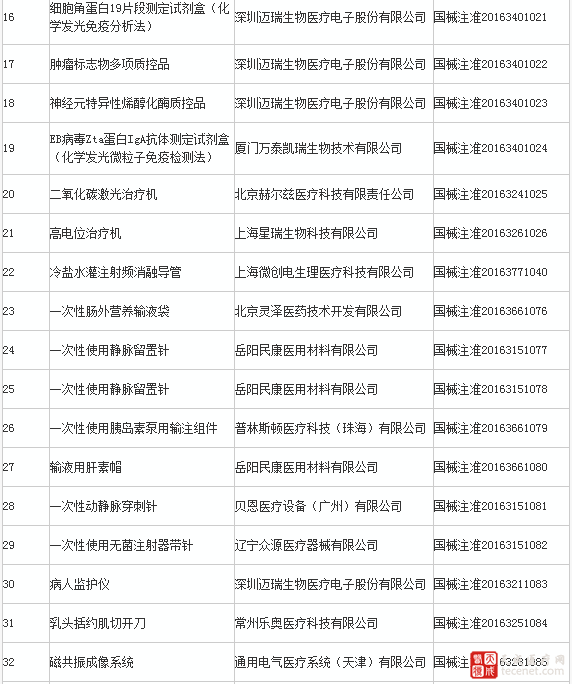 16 细胞角蛋白19片段测定试剂盒（化 深圳迈瑞生物医疗电子股份有限公司 国械注准20163401021
学发光免疫分析法）
17 肿瘤标志物多项质控品 深圳迈瑞生物医疗电子股份有限公司 国械注准20163401022
18 神经元特异性烯醇化酶质控品 深圳迈瑞生物医疗电子股份有限公司 国械注准20163401023
19 EB病毒Zta蛋白IgA抗体测定试剂盒 厦门万泰凯瑞生物技术有限公司 国械注准20163401024
（化学发光微粒子免疫检测法）
20 二氧化碳激光治疗机 北京赫尔兹医疗科技有限责任公司 国械注准20163241025
21 高电位治疗机 上海星瑞生物科技有限公司 国械注准20163261026
22 冷盐水灌注射频消融导管 上海微创电生理医疗科技有限公司 国械注准20163771040
23 一次性肠外营养输液袋 北京灵泽医药技术开发有限公司 国械注准20163661076
24 一次性使用静脉留置针 岳阳民康医用材料有限公司 国械注准20163151077
25 一次性使用静脉留置针 岳阳民康医用材料有限公司 国械注准20163151078
26 一次性使用胰岛素泵用输注组件 普林斯顿医疗科技（珠海）有限公司 国械注准20163661079
27 输液用肝素帽 岳阳民康医用材料有限公司 国械注准20163661080
28 一次性动静脉穿刺针 贝恩医疗设备（广州）有限公司 国械注准20163151081
29 一次性使用无菌注射器带针 辽宁众源医疗器械有限公司 国械注准20163151082
30 病人监护仪 深圳迈瑞生物医疗电子股份有限公司 国械注准20163211083
31 乳头括约肌切开刀 常州乐奥医疗科技有限公司 国械注准20163251084
32 磁共振成像系统 通用电气医疗系统（天津）有限公司 国械注准20163281085